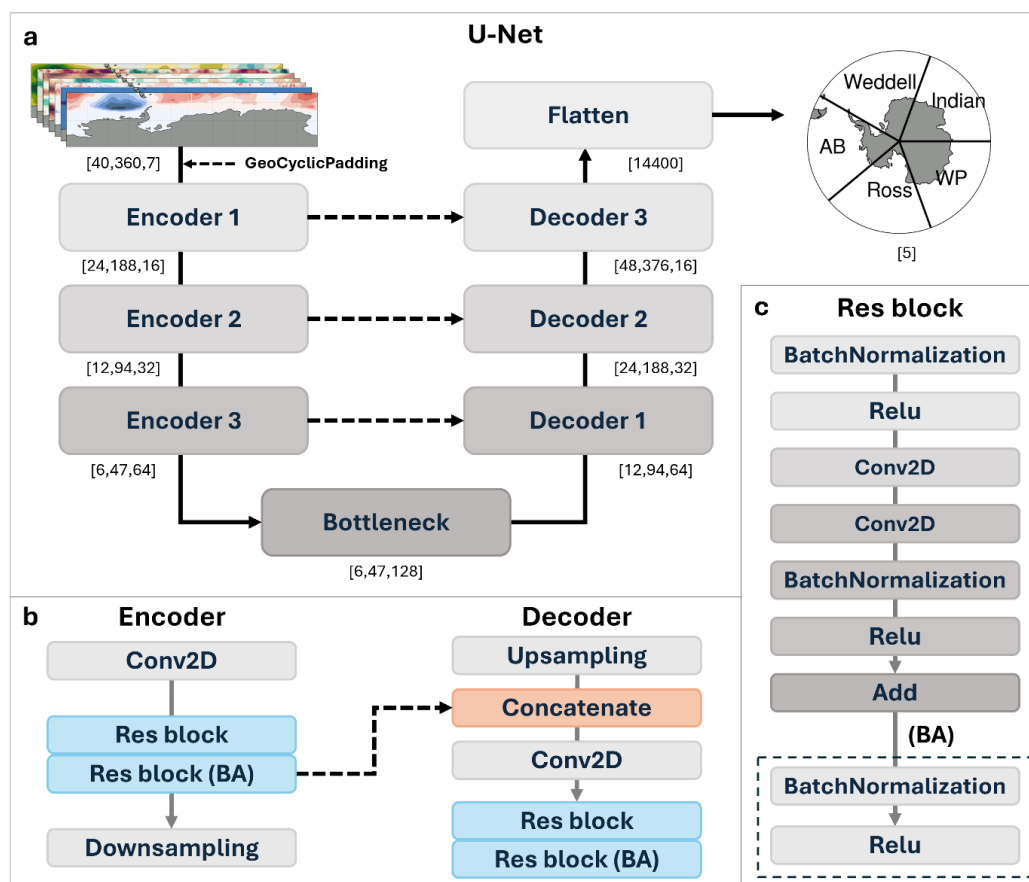 a
U-Net
[40,360,7]
GeoCyclicPadding
Encoder 1
[24,188,16]
Encoder 2
[12,94,32]
Encoder 3
[6,47,64]
Bottleneck
[6,47,128]
Flatten
[14400]
Decoder 3
[48,376,16]
Decoder 2
[24,188,32]
Decoder 1
[12,94,64]
Weddell
Indian
AB
Ross
WP
[5]
b
Encoder
Conv2D
Res block
Res block (BA)
Downsampling
Decoder
Upsampling
Concatenate
Conv2D
Res block
Res block (BA)
c
Res block
BatchNormalization
Relu
Conv2D
Conv2D
BatchNormalization
Relu
Add
(BA)
BatchNormalization
Relu